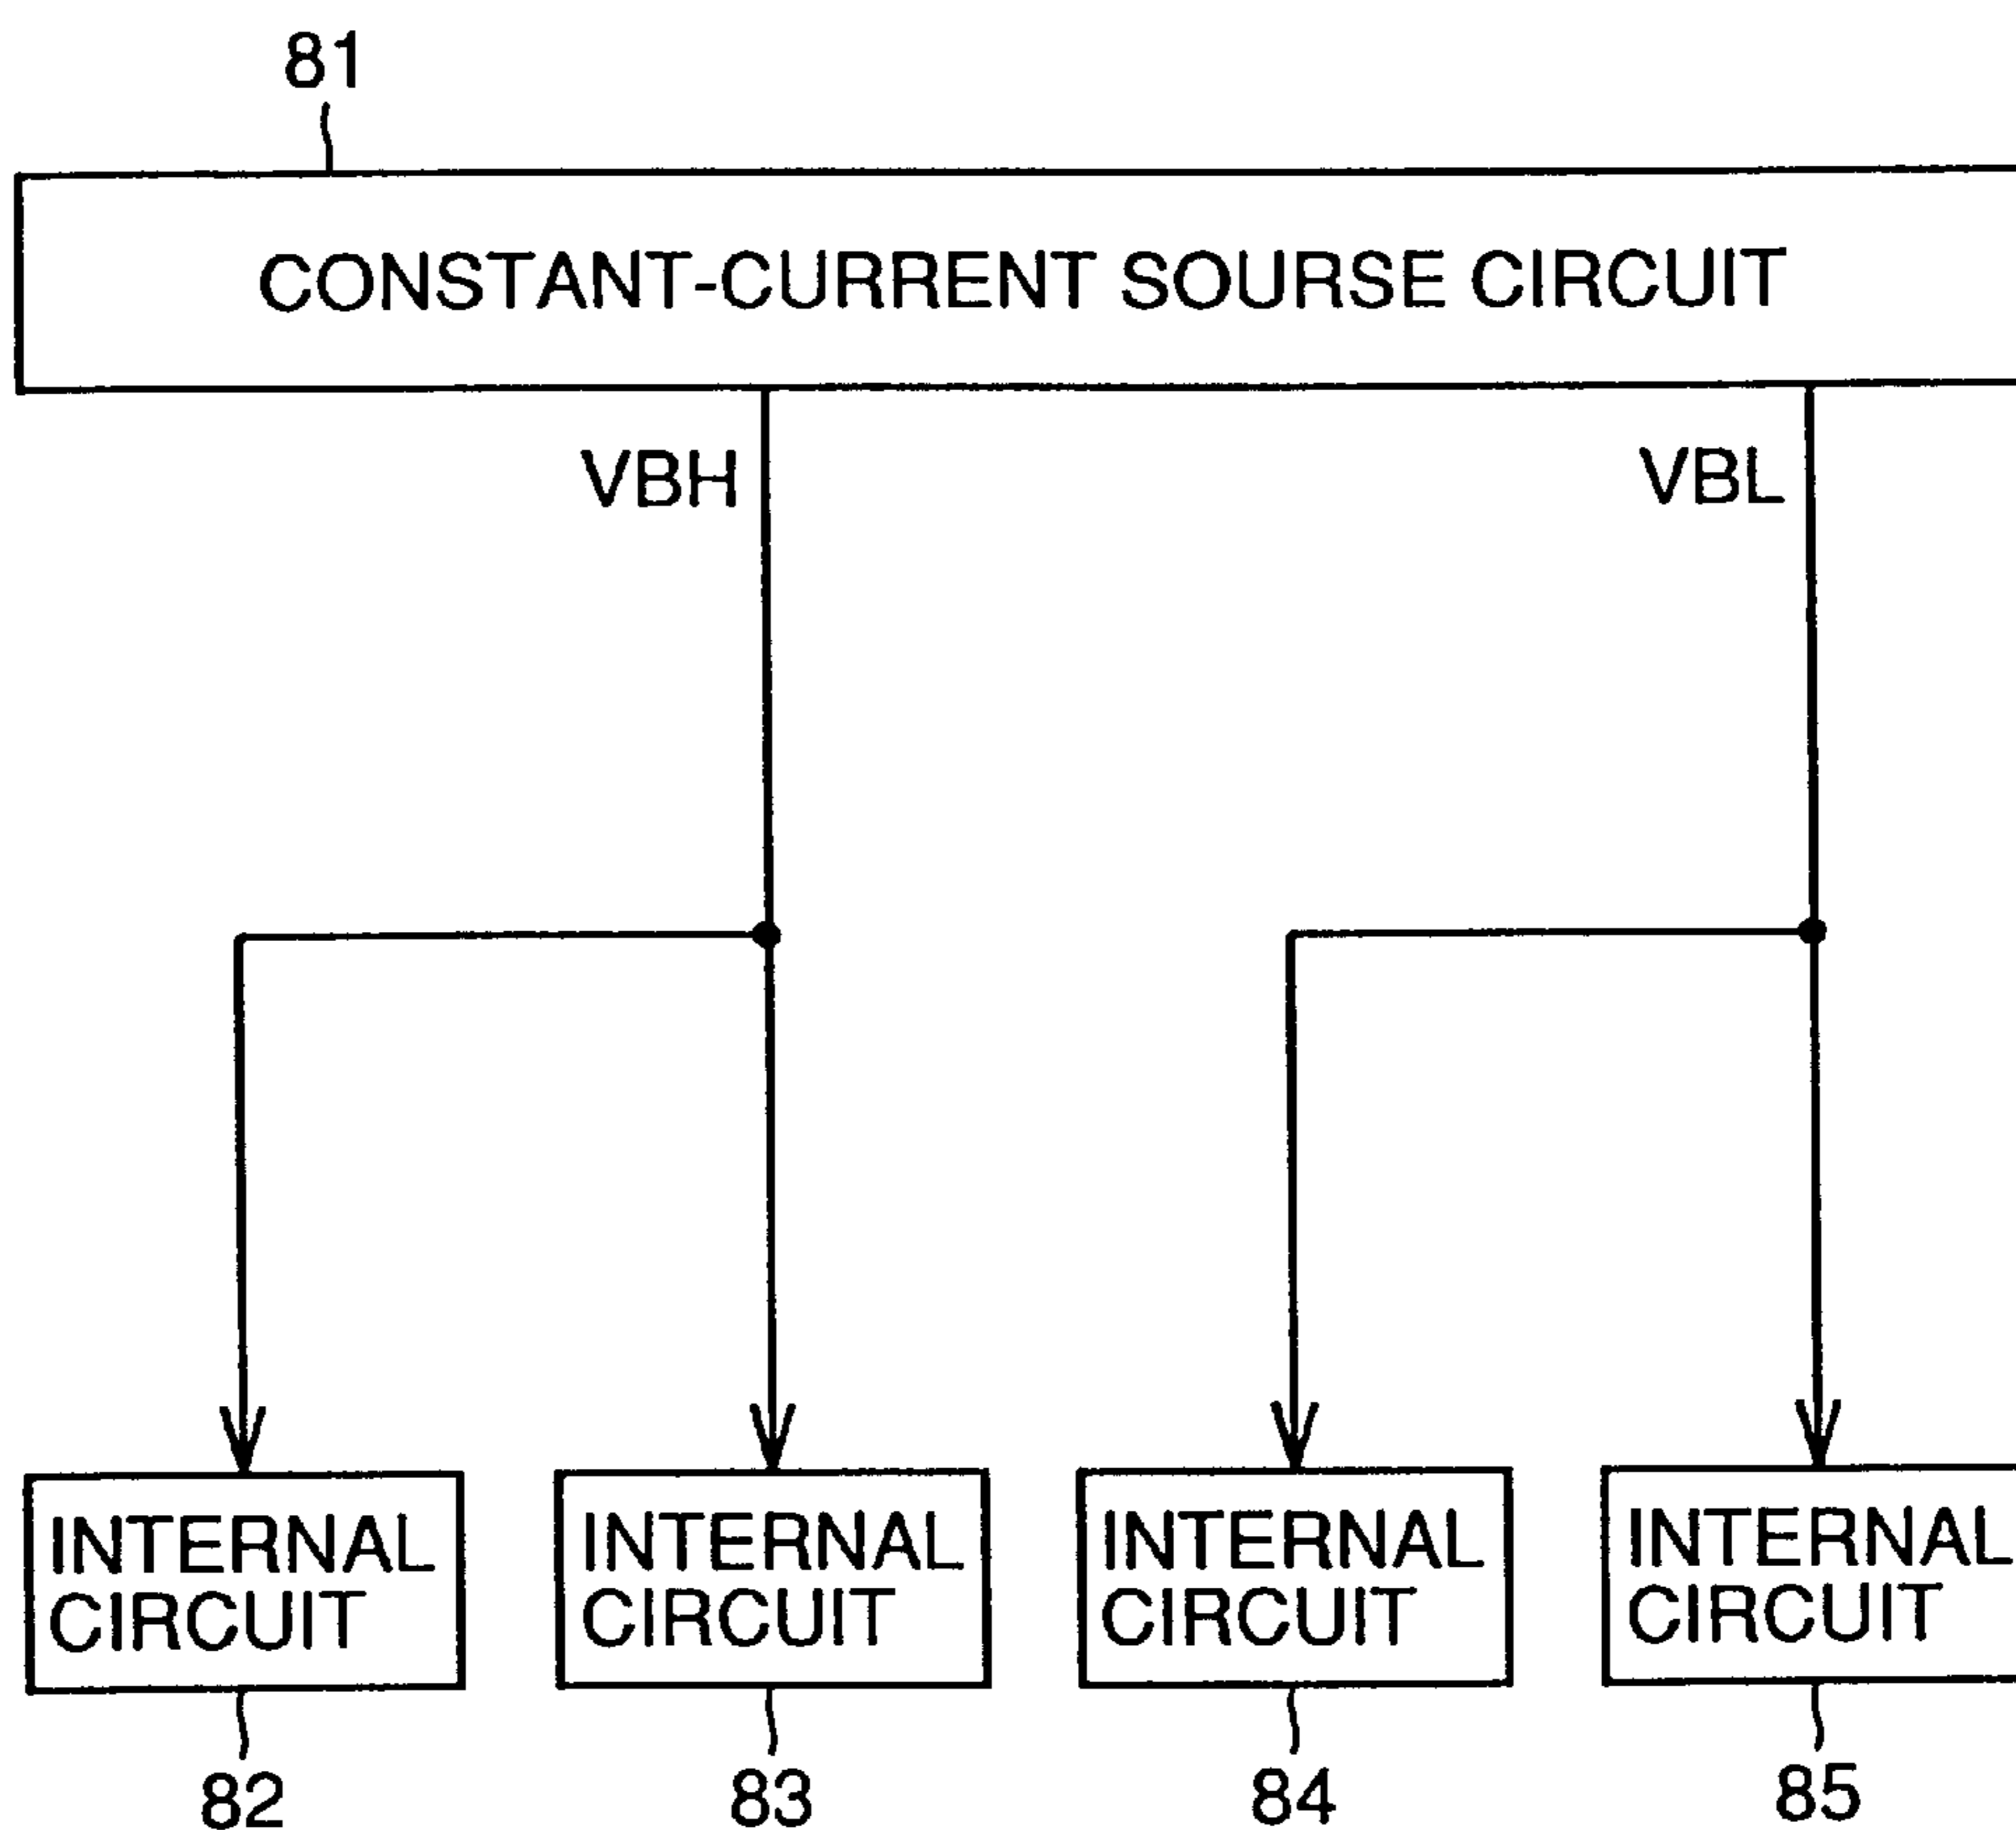 81
CONSTANT-CURRENT SOURSE CIRCUIT
VBH
VBL
INTERNAL
CIRCUIT
INTERNAL
CIRCUIT
INTERNAL
CIRCUIT
INTERNAL
CIRCUIT
82
83
84
85